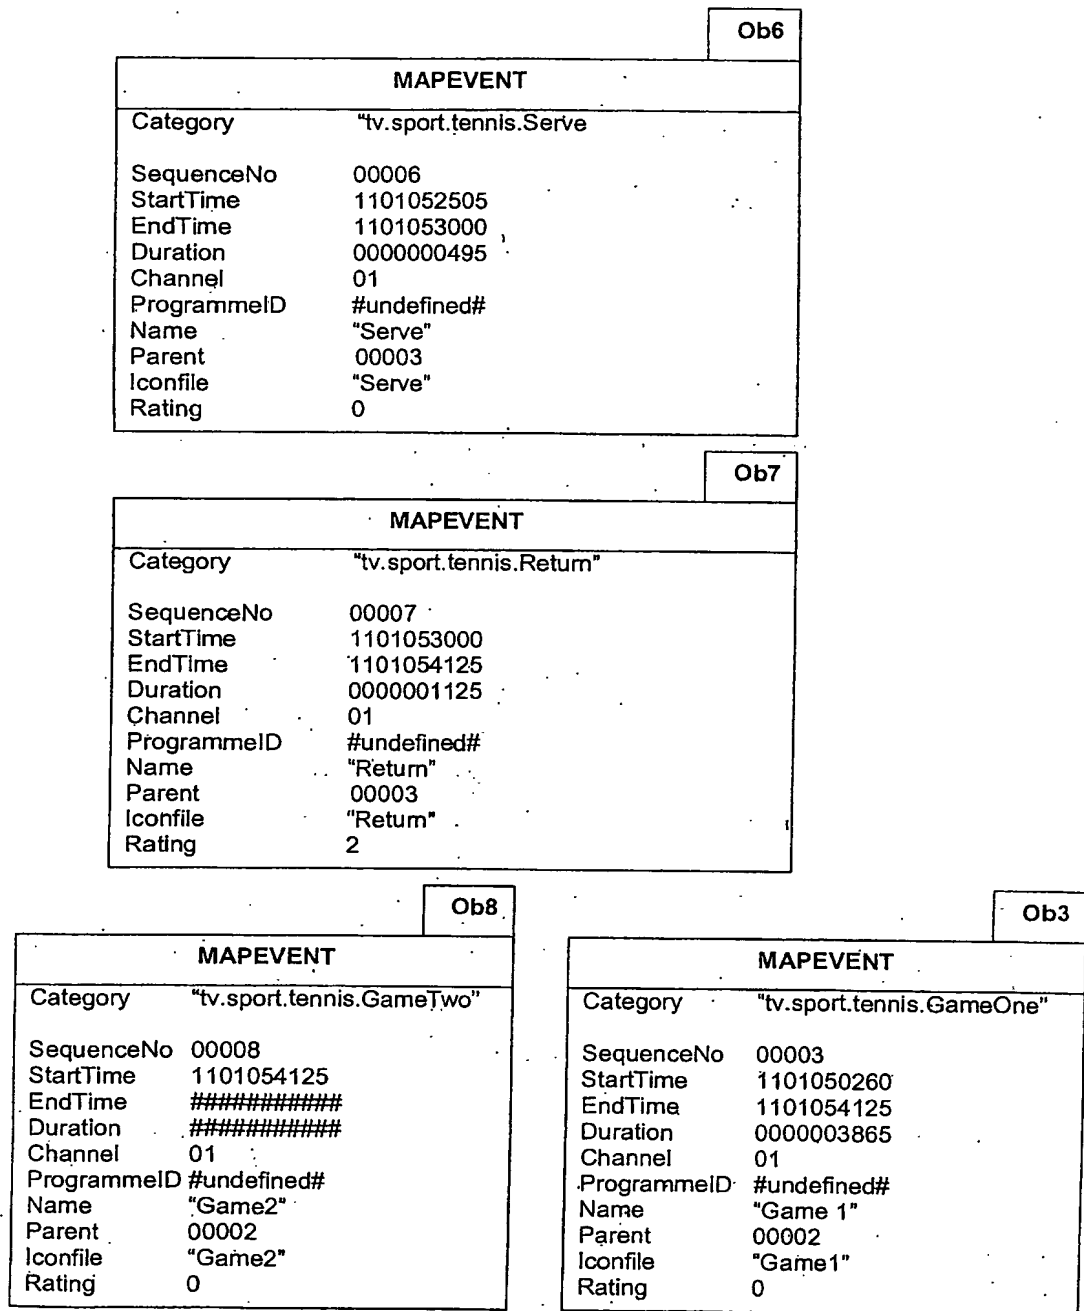 Ob6
MAPEVENT
Category "tv.sport.tennis.Serve
SequenceNo 00006
StartTime 1101052505
EndTime 1101053000
Duration 0000000495
Channel 01
ProgrammeID #undefined#
Name "Serve"
Parent 00003
Iconfile "Serve"
Rating 0
Ob7
MAPEVENT
Category "tv.sport.tennis.Return"
SequenceNo 00007
StartTime 1101053000
EndTime 1101054125
Duration 0000001125
Channel 01
ProgrammeID #undefined#
Name "Return"
Parent 00003
Iconfile "Return"
Rating 2
Ob8
MAPEVENT
Category "tv.sport.tennis.GameTwo"
SequenceNo 00008
StartTime 1101054125
EndTime ###########
Duration ###########
Channel 01
ProgrammeID #undefined#
Name "Game2"
Parent 00002
Iconfile "Game2"
Rating 0
Ob3
MAPEVENT
Category "tv.sport.tennis.GameOne"
SequenceNo 00003
StartTime 1101050260
EndTime 1101054125
Duration 0000003865
Channel 01
ProgrammeID #undefined#
Name "Game 1"
Parent 00002
Iconfile "Game1"
Rating 0